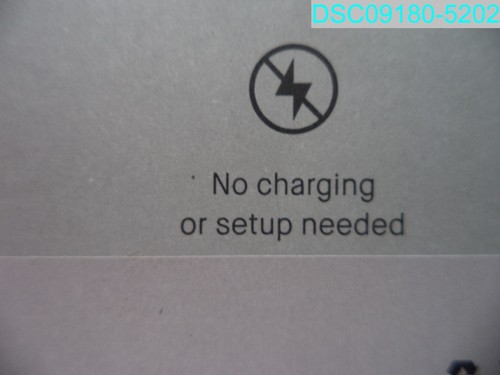 DSC09180-5202
No charging
or setup needed